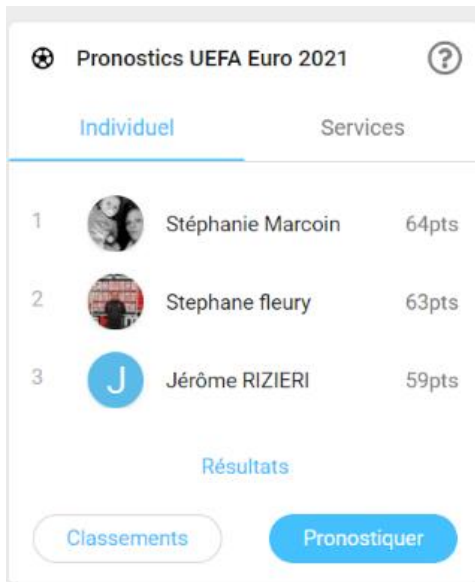 Pronostics UEFA Euro 2021 ?
Individuel Services
1 Stéphanie Marcoin 64pts
2 Stephane fleury 63pts
3 J Jérôme RIZIERI 59pts
Résultats
Classements Pronostiquer